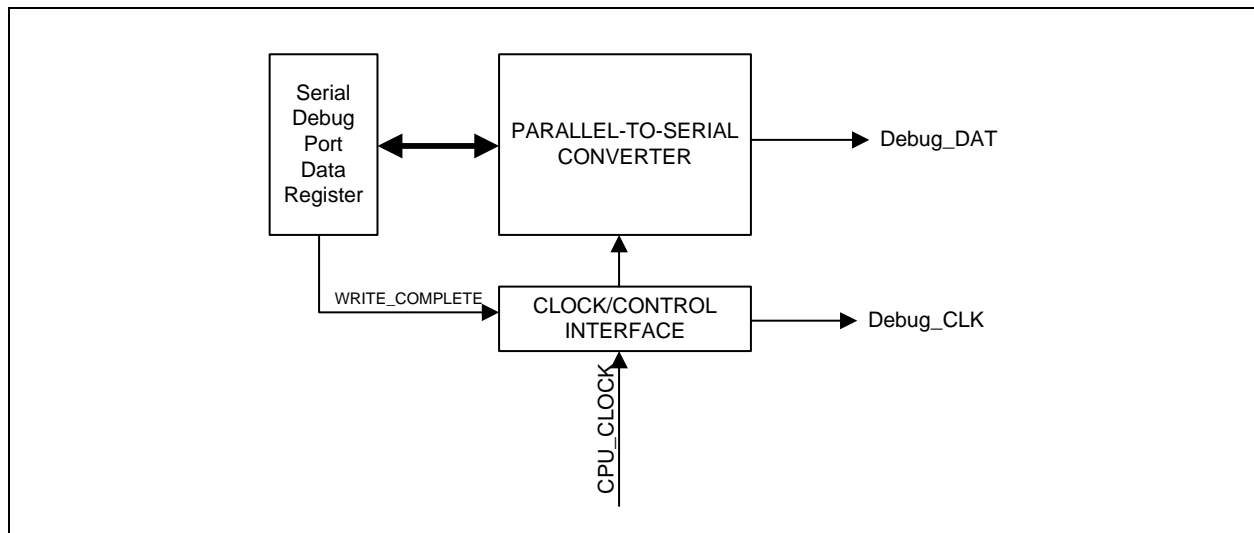 Serial
Debug
Port
Data
Register
PARALLEL-TO-SERIAL
CONVERTER
Debug_DAT
WRITE_COMPLETE
CLOCK/CONTROL
INTERFACE
Debug_CLK
CPU_CLOCK